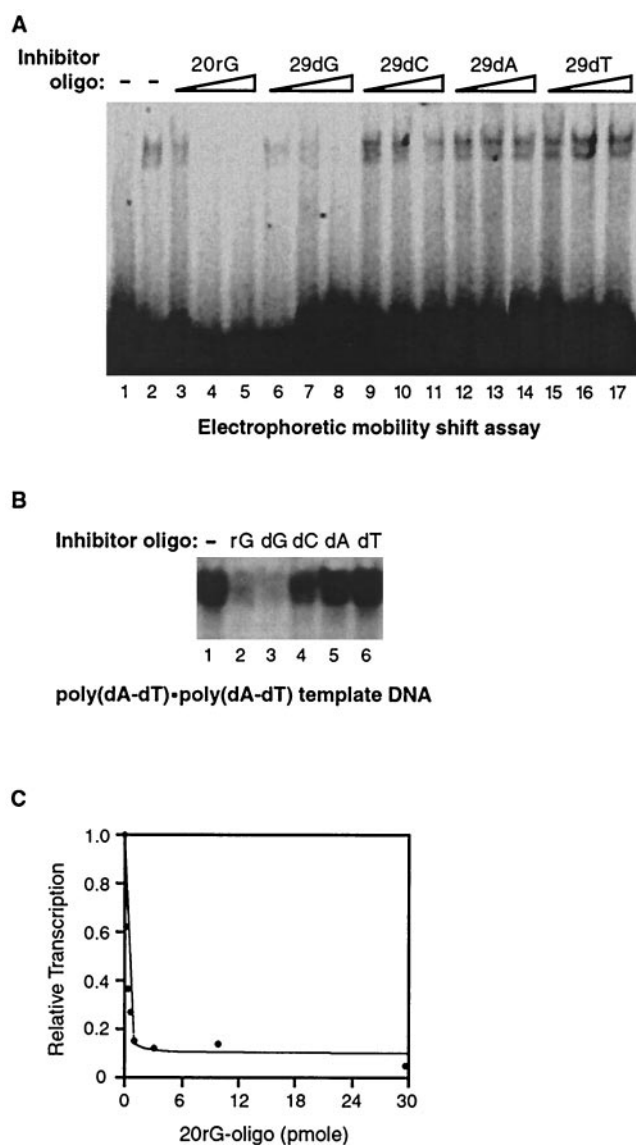 A
Inhibitor
oligo: – – 20rG 29dG 29dC 29dA 29dT
1 2 3 4 5 6 7 8 9 10 11 12 13 14 15 16 17
Electrophoretic mobility shift assay
B
Inhibitor oligo: – rG dG dC dA dT
1 2 3 4 5 6
poly(dA-dT)•poly(dA-dT) template DNA
C
Relative Transcription
1.0
0.8
0.6
0.4
0.2
0
0 6 12 18 24 30
20rG-oligo (pmole)